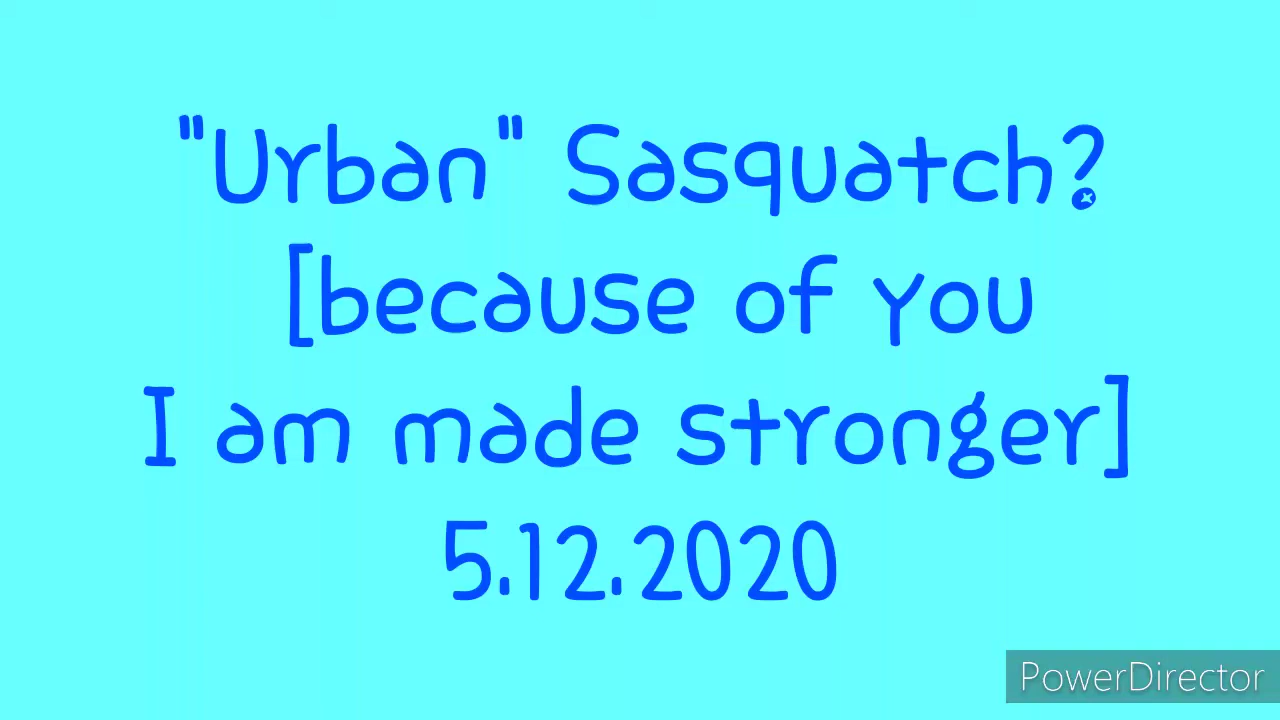 "Urban" Sasquatch?
[because of you
I am made stronger]
5.12.2020
PowerDirector